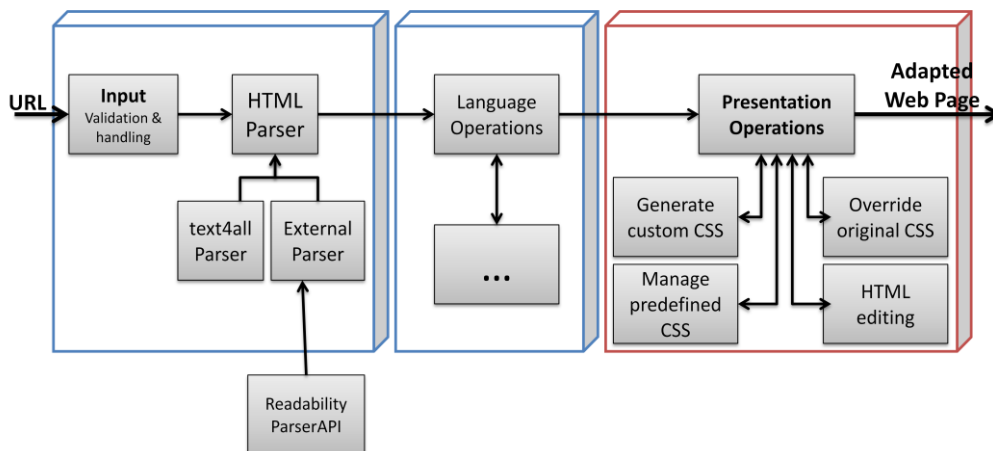 URL
Input
Validation &
handling
HTML
Parser
text4all
Parser
External
Parser
Readability
ParserAPI
Language
Operations
...
Presentation
Operations
Adapted
Web Page
Generate
custom CSS
Override
original CSS
Manage
predefined
CSS
HTML
editing